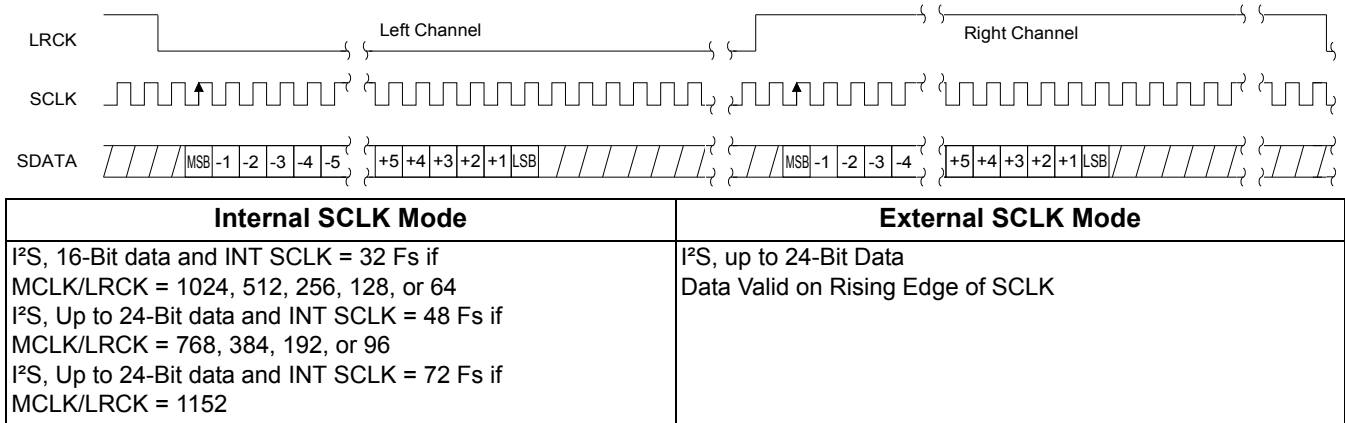 LRCK
Left Channel
Right Channel
SCLK
SDATA
MSB -1 -2 -3 -4 -5
+5 +4 +3 +2 +1 LSB
MSB -1 -2 -3 -4
+5 +4 +3 +2 +1 LSB
Internal SCLK Mode
External SCLK Mode
I²S, 16-Bit data and INT SCLK = 32 Fs if
MCLK/LRCK = 1024, 512, 256, 128, or 64
I²S, Up to 24-Bit data and INT SCLK = 48 Fs if
MCLK/LRCK = 768, 384, 192, or 96
I²S, Up to 24-Bit data and INT SCLK = 72 Fs if
MCLK/LRCK = 1152
I²S, up to 24-Bit Data
Data Valid on Rising Edge of SCLK